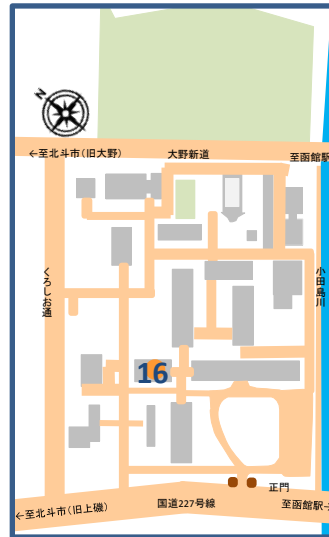 N
←至北斗市(旧大野)
大野新道
至函館駅
くろしお通
小田島川
16
正門
←至北斗市(旧上磯)
国道227号線
至函館駅→